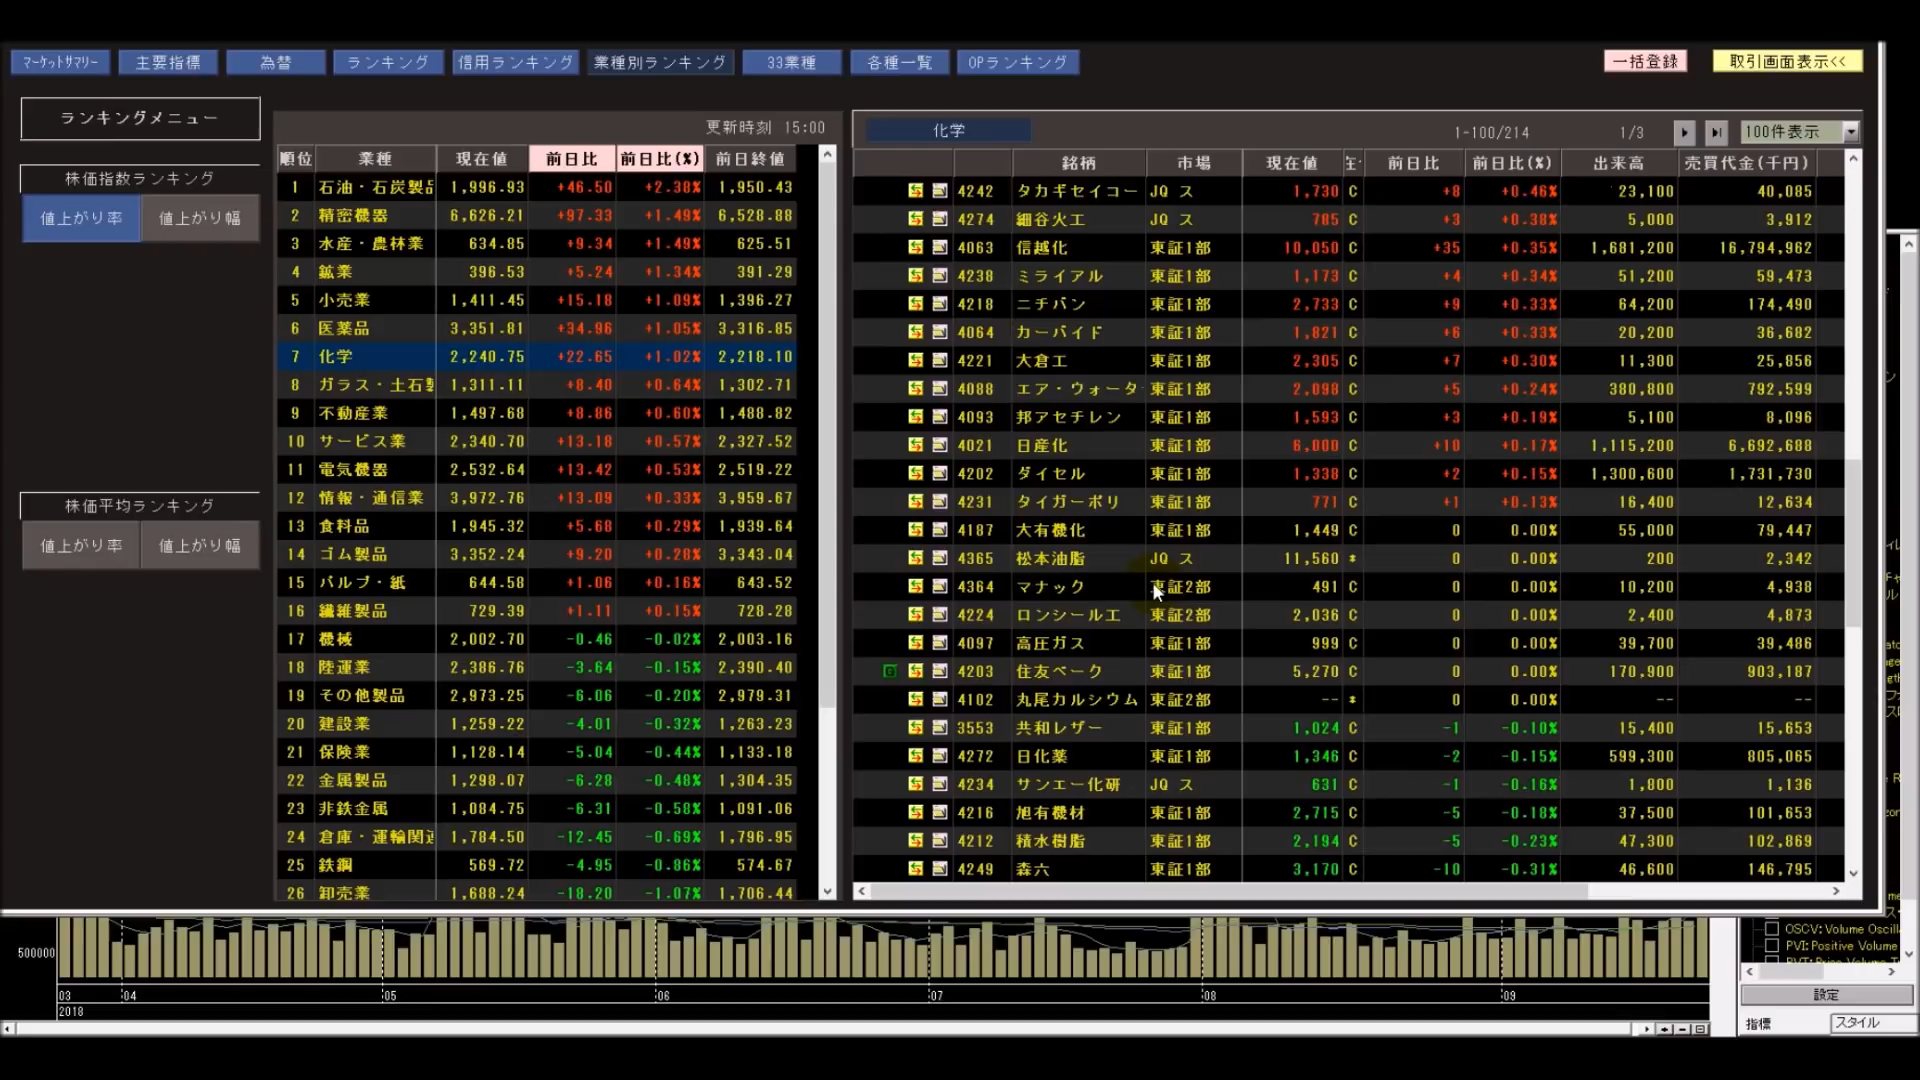 マーケットサマリー 主要指標 為替 ランキング 信用ランキング 業種別ランキング 33業種 各種一覧 OPランキング 一括登録 取引画面表示<<
ランキングメニュー
株価指数ランキング
値上がり率 値上がり幅
株価平均ランキング
値上がり率 値上がり幅
更新時刻 15:00
順位 業種 現在値 前日比 前日比(%) 前日終値
1 石油・石炭製品 1,996.93 +46.50 +2.38% 1,950.43
2 精密機器 6,626.21 +97.33 +1.49% 6,528.88
3 水産・農林業 634.85 +9.34 +1.49% 625.51
4 鉱業 396.53 +5.24 +1.34% 391.29
5 小売業 1,411.45 +15.18 +1.09% 1,396.27
6 医薬品 3,351.81 +34.96 +1.05% 3,316.85
7 化学 2,240.75 +22.65 +1.02% 2,218.10
8 ガラス・土石製 1,311.11 +8.40 +0.64% 1,302.71
9 不動産業 1,497.68 +8.86 +0.60% 1,488.82
10 サービス業 2,340.70 +13.18 +0.57% 2,327.52
11 電気機器 2,532.64 +13.42 +0.53% 2,519.22
12 情報・通信業 3,972.76 +13.09 +0.33% 3,959.67
13 食料品 1,945.32 +5.68 +0.29% 1,939.64
14 ゴム製品 3,352.24 +9.20 +0.28% 3,343.04
15 パルプ・紙 644.58 +1.06 +0.16% 643.52
16 繊維製品 729.39 +1.11 +0.15% 728.28
17 機械 2,002.70 -0.46 -0.02% 2,003.16
18 陸運業 2,386.76 -3.64 -0.15% 2,390.40
19 その他製品 2,973.25 -6.06 -0.20% 2,979.31
20 建設業 1,259.22 -4.01 -0.32% 1,263.23
21 保険業 1,128.14 -5.04 -0.44% 1,133.18
22 金属製品 1,298.07 -6.28 -0.48% 1,304.35
23 非鉄金属 1,084.75 -6.31 -0.58% 1,091.06
24 倉庫・運輸関連 1,784.50 -12.45 -0.69% 1,796.95
25 鉄鋼 569.72 -4.95 -0.86% 574.67
26 卸売業 1,688.24 -18.20 -1.07% 1,706.44
化学 1-100/214 1/3 100件表示
銘柄 市場 現在値 前日比 前日比(%) 出来高 売買代金(千円)
4242 タカギセイコー JQ ス 1,730 C +8 +0.46% 23,100 40,085
4274 細谷火工 JQ ス 785 C +3 +0.38% 5,000 3,912
4063 信越化 東証1部 10,050 C +35 +0.35% 1,681,200 16,794,962
4238 ミライアル 東証1部 1,173 C +4 +0.34% 51,200 59,473
4218 ニチバン 東証1部 2,733 C +9 +0.33% 64,200 174,490
4064 カーバイド 東証1部 1,821 C +6 +0.33% 20,200 36,682
4221 大倉工 東証1部 2,305 C +7 +0.30% 11,300 25,856
4088 エア・ウォータ 東証1部 2,098 C +5 +0.24% 380,800 792,599
4093 邦アセチレン 東証1部 1,593 C +3 +0.19% 5,100 8,096
4021 日産化 東証1部 6,000 C +10 +0.17% 1,115,200 6,692,688
4202 ダイセル 東証1部 1,338 C +2 +0.15% 1,300,600 1,731,730
4231 タイガーポリ 東証1部 771 C +1 +0.13% 16,400 12,634
4187 大有機化 東証1部 1,449 C 0 0.00% 55,000 79,447
4365 松本油脂 JQ ス 11,560 * 0 0.00% 200 2,342
4364 マナック 東証2部 491 C 0 0.00% 10,200 4,938
4224 ロンシール工 東証2部 2,036 C 0 0.00% 2,400 4,873
4097 高圧ガス 東証1部 999 C 0 0.00% 39,700 39,486
4203 住友ベーク 東証1部 5,270 C 0 0.00% 170,900 903,187
4102 丸尾カルシウム 東証2部 -- * 0 0.00% -- --
3553 共和レザー 東証1部 1,024 C -1 -0.10% 15,400 15,653
4272 日化薬 東証1部 1,346 C -2 -0.15% 599,300 805,065
4234 サンエー化研 JQ ス 631 C -1 -0.16% 1,800 1,136
4216 旭有機材 東証1部 2,715 C -5 -0.18% 37,500 101,653
4212 積水樹脂 東証1部 2,194 C -5 -0.23% 47,300 102,869
4249 森六 東証1部 3,170 C -10 -0.31% 46,600 146,795
500000
03 04 05 06 07 08 09
2018
OSCV: Volume Oscill
PVI: Positive Volume
設定
指標 スタイル